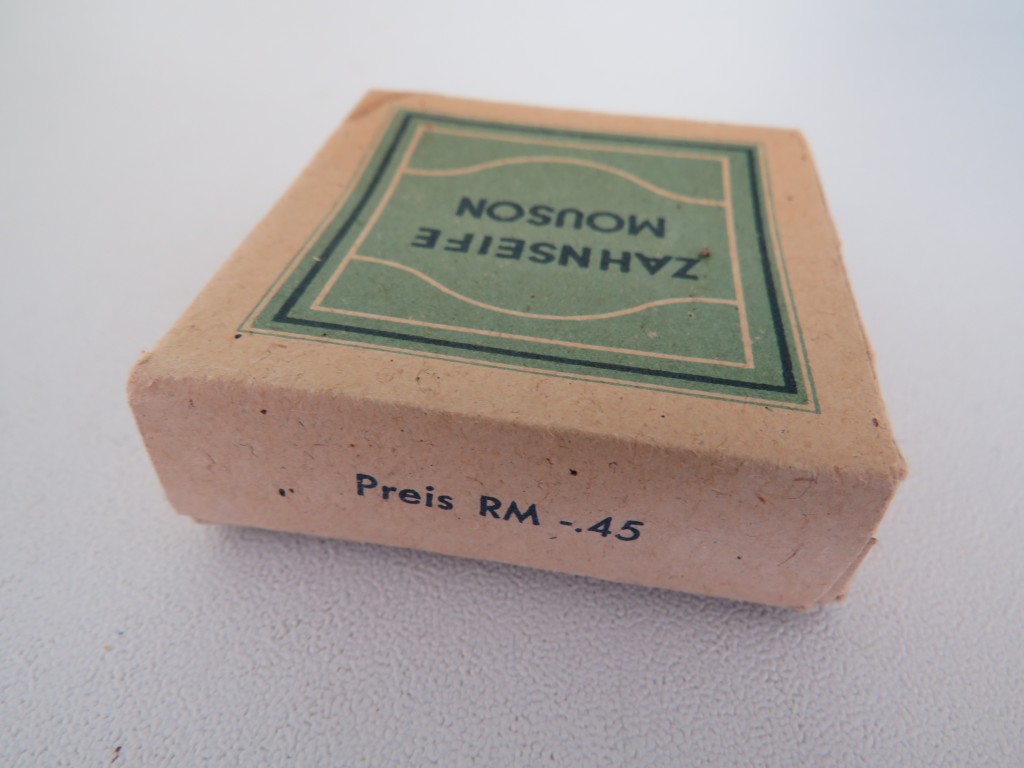 ZAHNSEIFE
MOUSON
Preis RM -.45